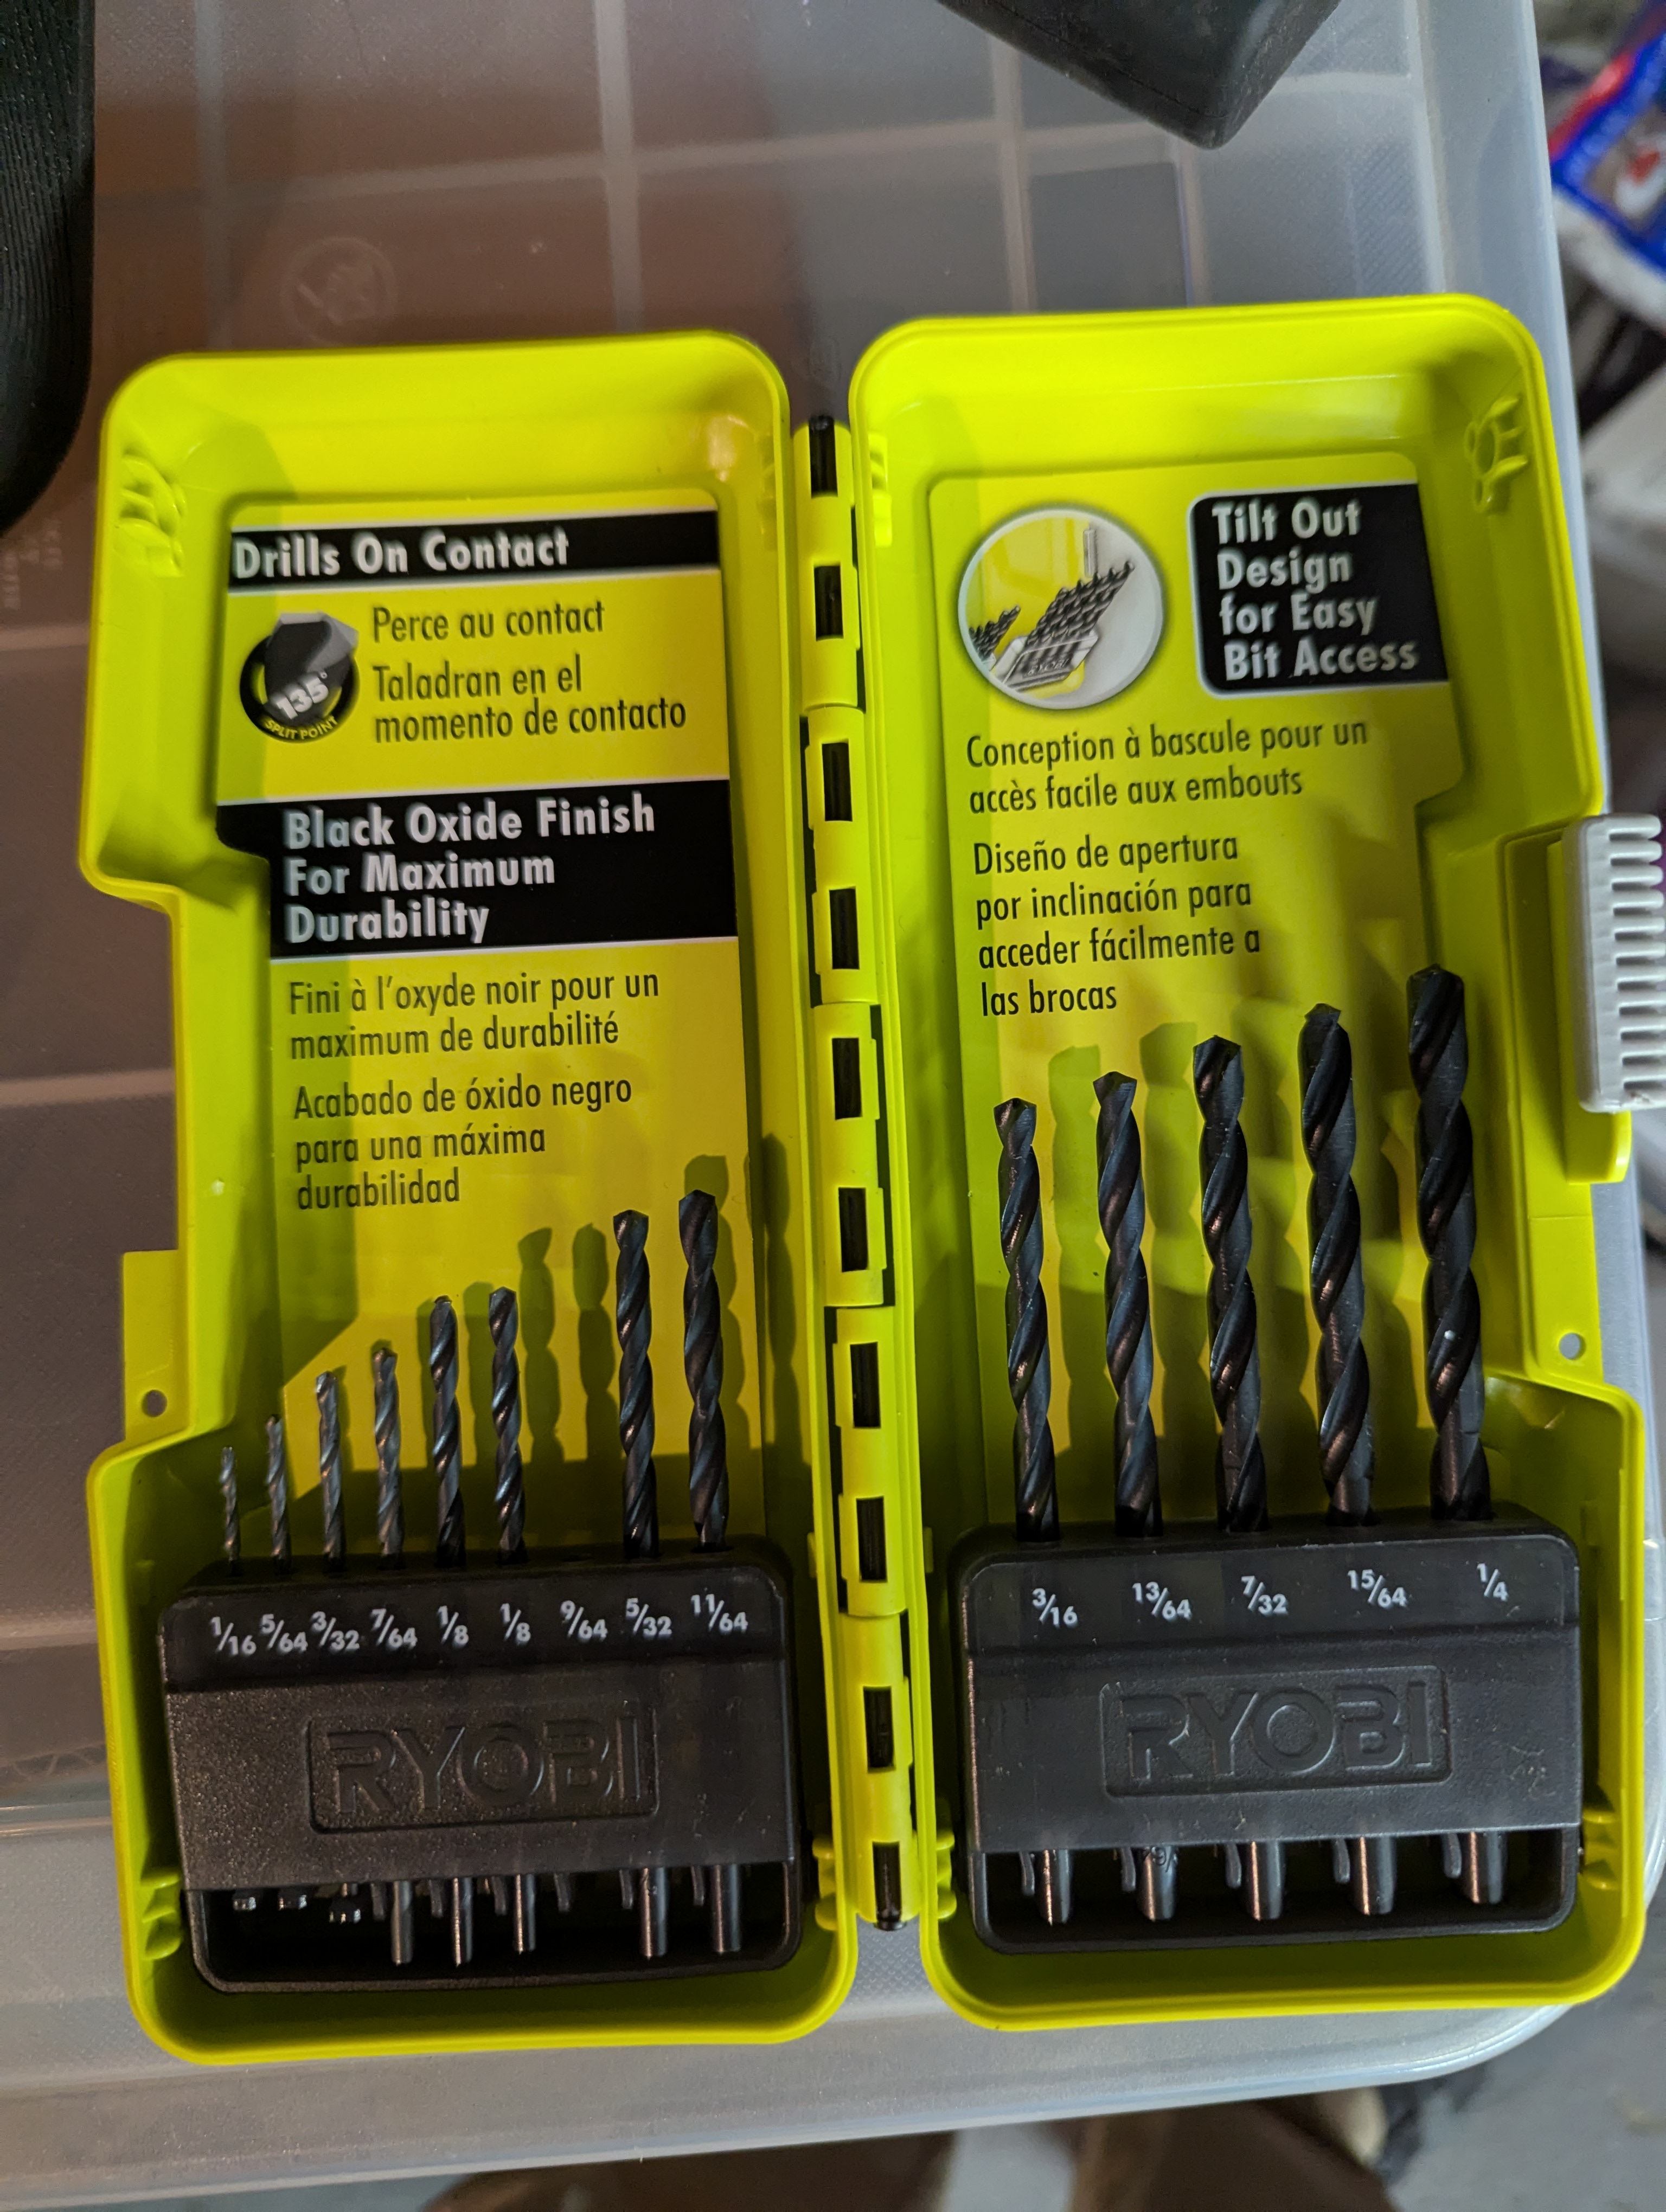 Drills On Contact
Perce au contact
Taladran en el
momento de contacto
135°
SPLIT POINT
Black Oxide Finish
For Maximum
Durability
Fini à l'oxyde noir pour un
maximum de durabilité
Acabado de óxido negro
para una máxima
durabilidad
1/16 5/64 3/32 7/64 1/8 1/8 9/64 5/32 11/64
RYOBI
Tilt Out
Design
for Easy
Bit Access
Conception à bascule pour un
accès facile aux embouts
Diseño de apertura
por inclinación para
acceder fácilmente a
las brocas
3/16 13/64 7/32 15/64 1/4
RYOBI